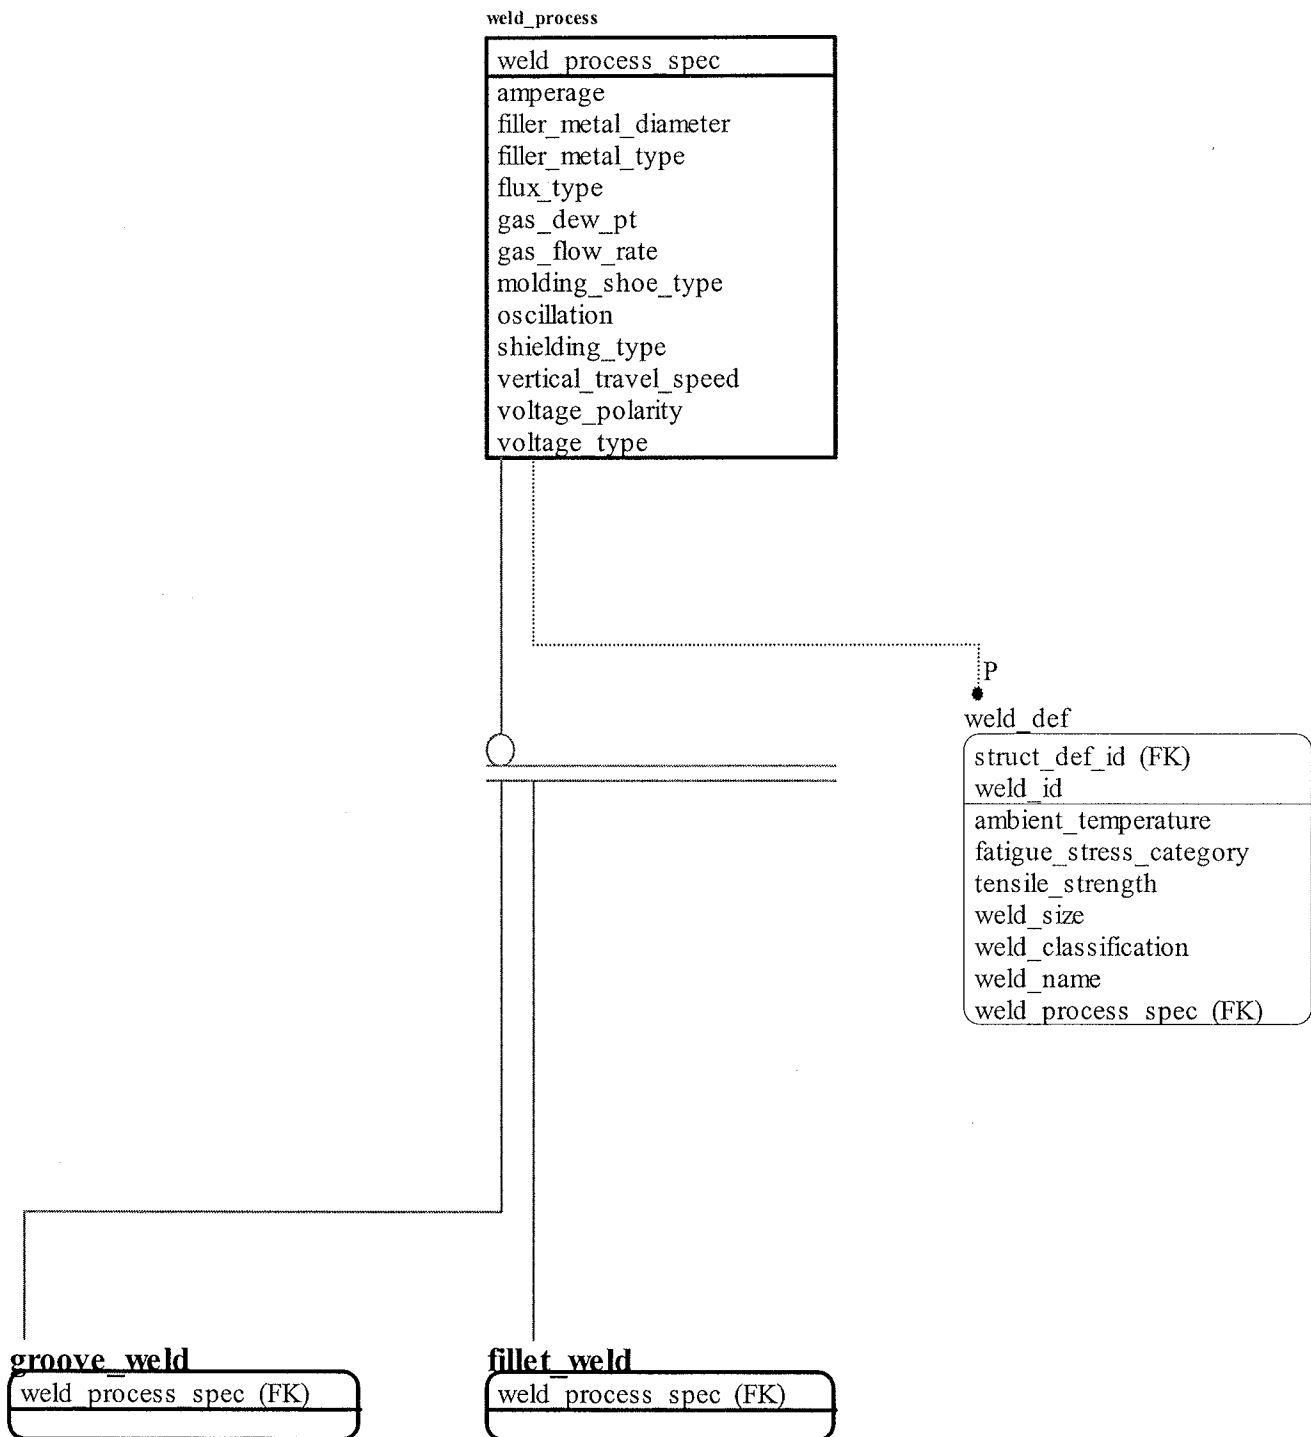 weld_process
weld_process_spec
amperage
filler_metal_diameter
filler_metal_type
flux_type
gas_dew_pt
gas_flow_rate
molding_shoe_type
oscillation
shielding_type
vertical_travel_speed
voltage_polarity
voltage_type
P
weld_def
struct_def_id (FK)
weld_id
ambient_temperature
fatigue_stress_category
tensile_strength
weld_size
weld_classification
weld_name
weld_process_spec (FK)
groove_weld
weld_process_spec (FK)
fillet_weld
weld_process_spec (FK)